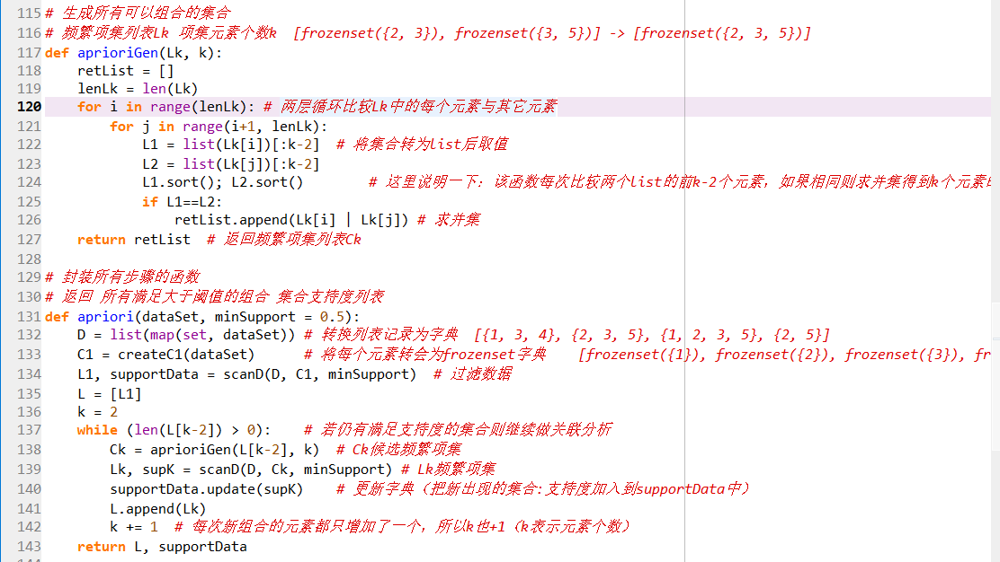 115 # 生成所有可以组合的集合
116 # 频繁项集列表Lk 项集元素个数k  [frozenset({2, 3}), frozenset({3, 5})] -> [frozenset({2, 3, 5})]
117 def aprioriGen(Lk, k):
118     retList = []
119     lenLk = len(Lk)
120     for i in range(lenLk): # 两层循环比较Lk中的每个元素与其它元素
121         for j in range(i+1, lenLk):
122             L1 = list(Lk[i])[:k-2]  # 将集合转为list后取值
123             L2 = list(Lk[j])[:k-2]
124             L1.sort(); L2.sort()        # 这里说明一下：该函数每次比较两个list的前k-2个元素，如果相同则求并集得到k个元素
125             if L1==L2:
126                 retList.append(Lk[i] | Lk[j]) # 求并集
127     return retList  # 返回频繁项集列表Ck
128
129 # 封装所有步骤的函数
130 # 返回 所有满足大于阈值的组合 集合支持度列表
131 def apriori(dataSet, minSupport = 0.5):
132     D = list(map(set, dataSet)) # 转换列表记录为字典  [{1, 3, 4}, {2, 3, 5}, {1, 2, 3, 5}, {2, 5}]
133     C1 = createC1(dataSet)      # 将每个元素转会为frozenset字典    [frozenset({1}), frozenset({2}), frozenset({3}), fr
134     L1, supportData = scanD(D, C1, minSupport)  # 过滤数据
135     L = [L1]
136     k = 2
137     while (len(L[k-2]) > 0):    # 若仍有满足支持度的集合则继续做关联分析
138         Ck = aprioriGen(L[k-2], k)  # Ck候选频繁项集
139         Lk, supK = scanD(D, Ck, minSupport) # Lk频繁项集
140         supportData.update(supK)    # 更新字典（把新出现的集合:支持度加入到supportData中）
141         L.append(Lk)
142         k += 1  # 每次新组合的元素都只增加了一个，所以k也+1（k表示元素个数）
143     return L, supportData